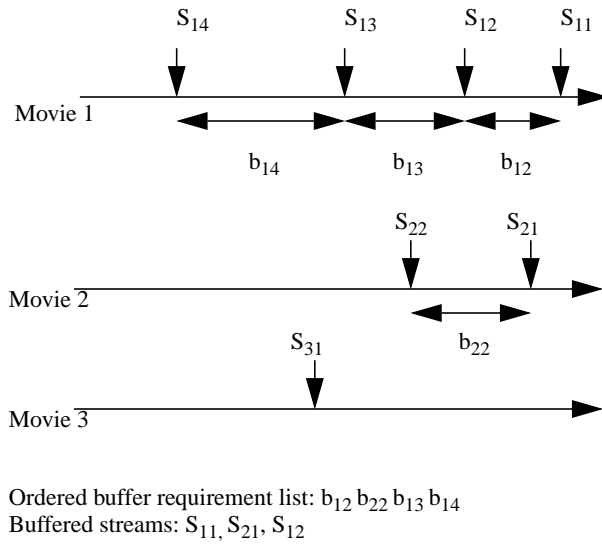 S14 S13 S12 S11
Movie 1
b14 b13 b12
S22 S21
Movie 2
b22
S31
Movie 3
Ordered buffer requirement list: b12 b22 b13 b14
Buffered streams: S11, S21, S12